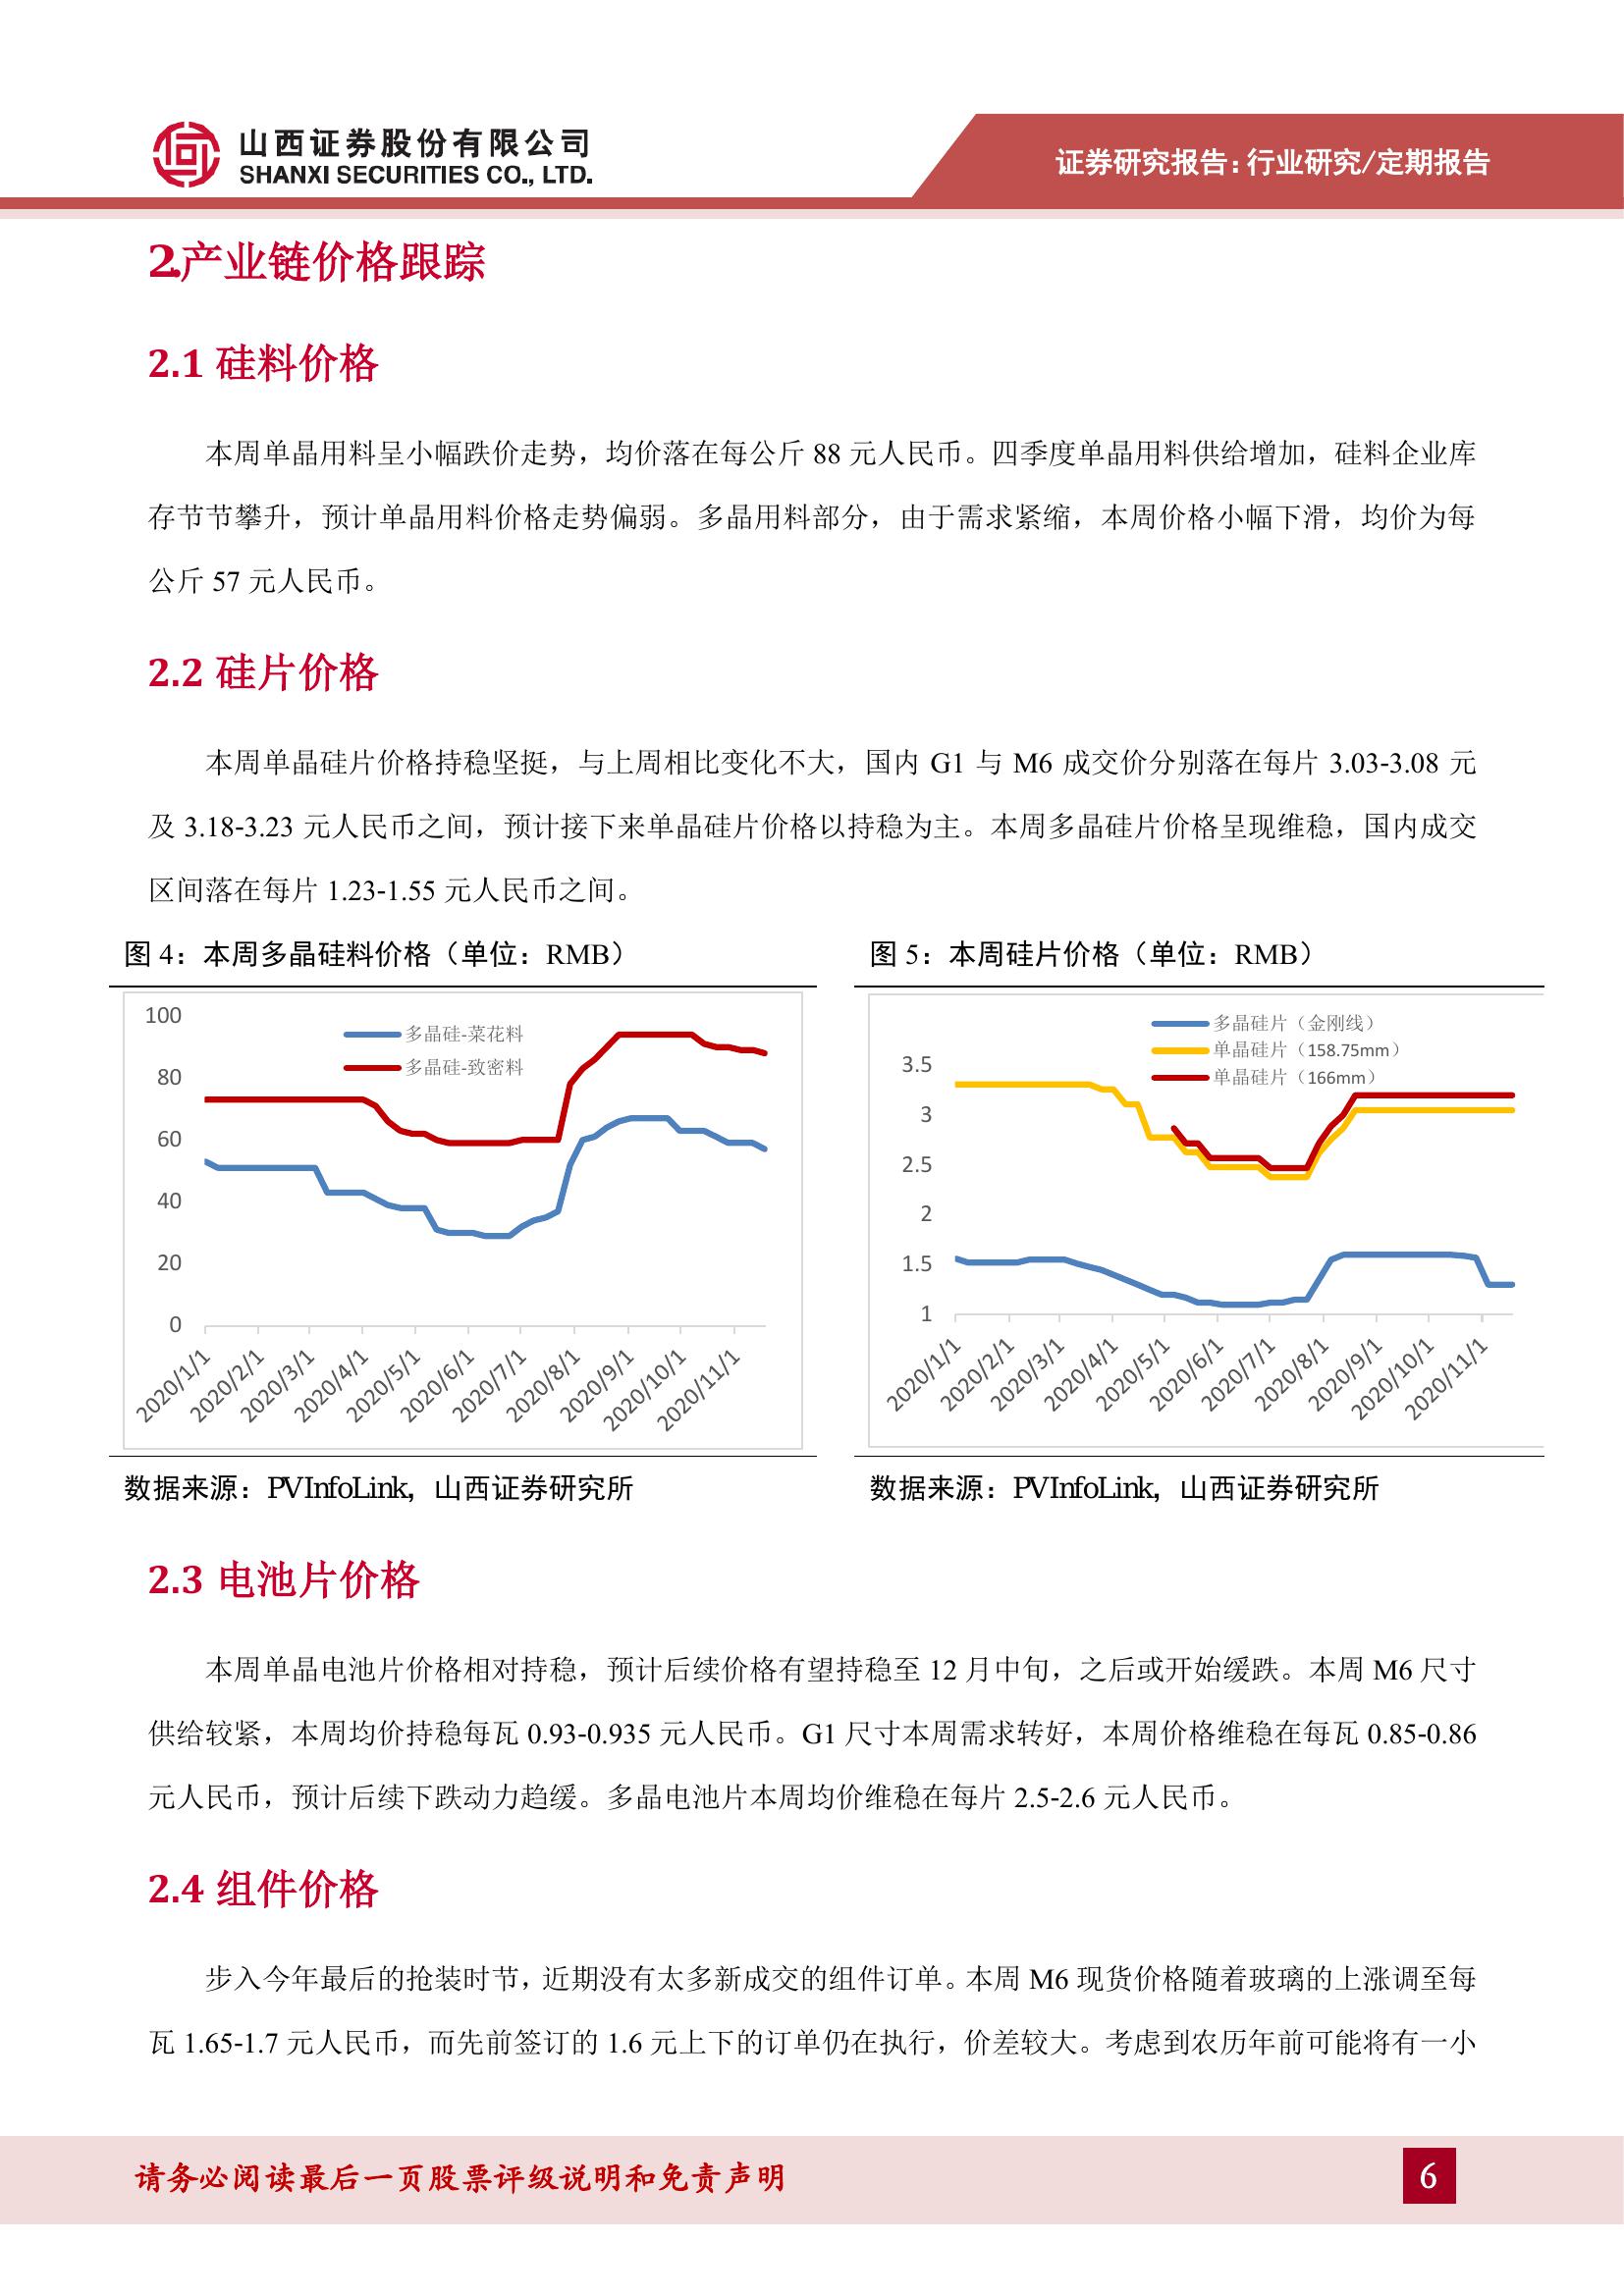 山西证券股份有限公司
SHANXI SECURITIES CO., LTD.
证券研究报告:行业研究/定期报告
2.产业链价格跟踪
2.1 硅料价格
本周单晶用料呈小幅跌价走势，均价落在每公斤 88 元人民币。四季度单晶用料供给增加，硅料企业库
存节节攀升，预计单晶用料价格走势偏弱。多晶用料部分，由于需求紧缩，本周价格小幅下滑，均价为每
公斤 57 元人民币。
2.2 硅片价格
本周单晶硅片价格持稳坚挺，与上周相比变化不大，国内 G1 与 M6 成交价分别落在每片 3.03-3.08 元
及 3.18-3.23 元人民币之间，预计接下来单晶硅片价格以持稳为主。本周多晶硅片价格呈现维稳，国内成交
区间落在每片 1.23-1.55 元人民币之间。
图 4：本周多晶硅料价格（单位：RMB）
100
80
60
40
20
0
多晶硅-菜花料
多晶硅-致密料
2020/1/1
2020/2/1
2020/3/1
2020/4/1
2020/5/1
2020/6/1
2020/7/1
2020/8/1
2020/9/1
2020/10/1
2020/11/1
数据来源：PVInfoLink，山西证券研究所
图 5：本周硅片价格（单位：RMB）
多晶硅片（金刚线）
单晶硅片（158.75mm）
单晶硅片（166mm）
3.5
3
2.5
2
1.5
1
2020/1/1
2020/2/1
2020/3/1
2020/4/1
2020/5/1
2020/6/1
2020/7/1
2020/8/1
2020/9/1
2020/10/1
2020/11/1
数据来源：PVInfoLink，山西证券研究所
2.3 电池片价格
本周单晶电池片价格相对持稳，预计后续价格有望持稳至 12 月中旬，之后或开始缓跌。本周 M6 尺寸
供给较紧，本周均价持稳每瓦 0.93-0.935 元人民币。G1 尺寸本周需求转好，本周价格维稳在每瓦 0.85-0.86
元人民币，预计后续下跌动力趋缓。多晶电池片本周均价维稳在每片 2.5-2.6 元人民币。
2.4 组件价格
步入今年最后的抢装时节，近期没有太多新成交的组件订单。本周 M6 现货价格随着玻璃的上涨调至每
瓦 1.65-1.7 元人民币，而先前签订的 1.6 元上下的订单仍在执行，价差较大。考虑到农历年前可能将有一小
请务必阅读最后一页股票评级说明和免责声明
6